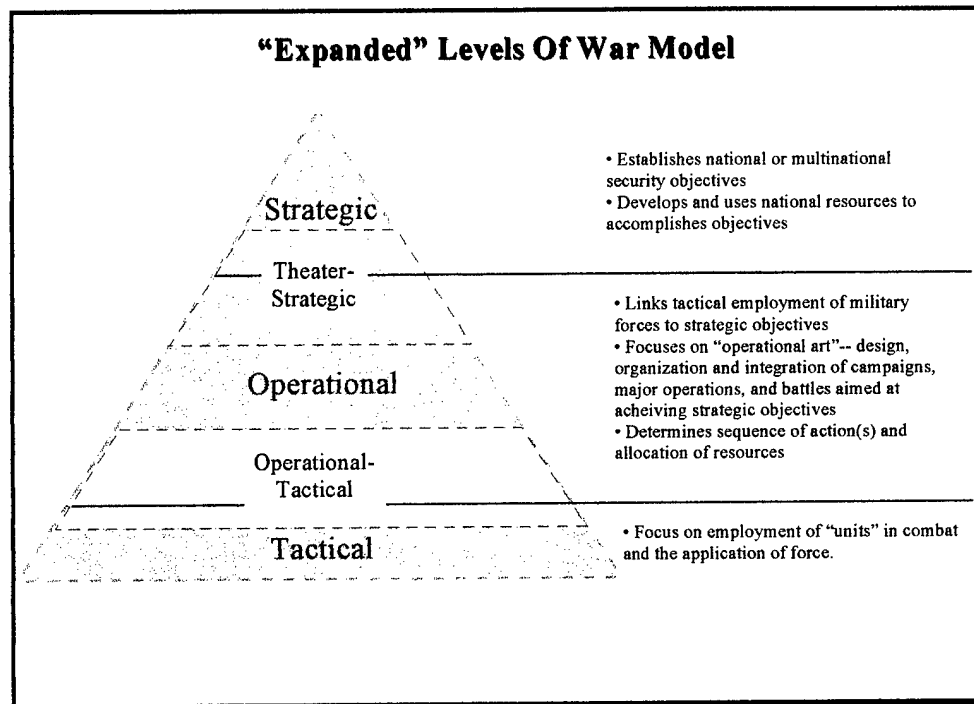 “Expanded” Levels Of War Model
Strategic
• Establishes national or multinational
security objectives
• Develops and uses national resources to
accomplishes objectives
Theater-
Strategic
• Links tactical employment of military
forces to strategic objectives
• Focuses on “operational art”-- design,
organization and integration of campaigns,
major operations, and battles aimed at
acheiving strategic objectives
• Determines sequence of action(s) and
allocation of resources
Operational
Operational-
Tactical
Tactical
• Focus on employment of “units” in combat
and the application of force.